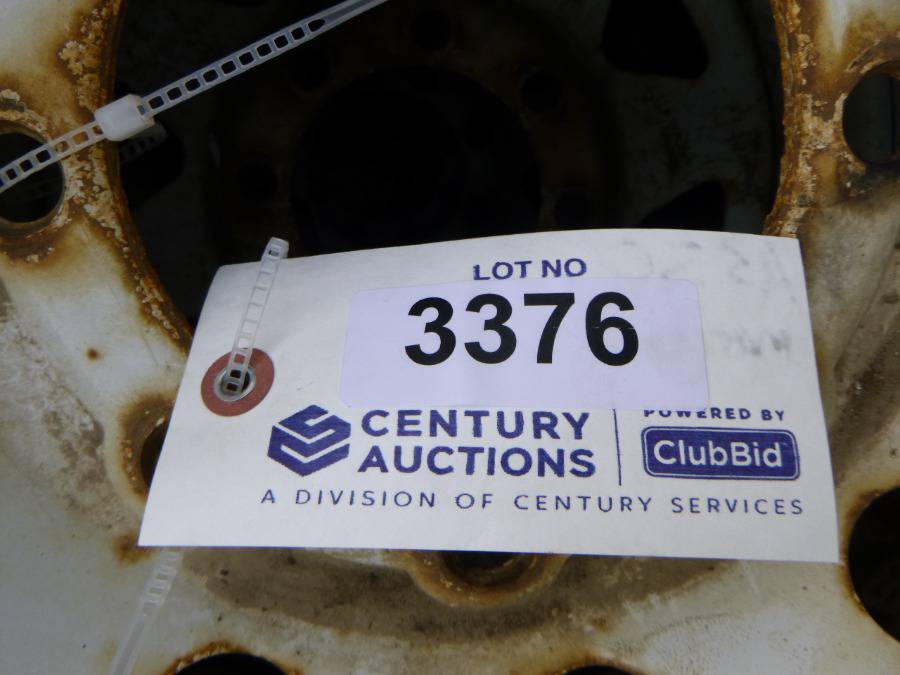 LOT NO
3376
CENTURY
AUCTIONS
POWERED BY
ClubBid
A DIVISION OF CENTURY SERVICES